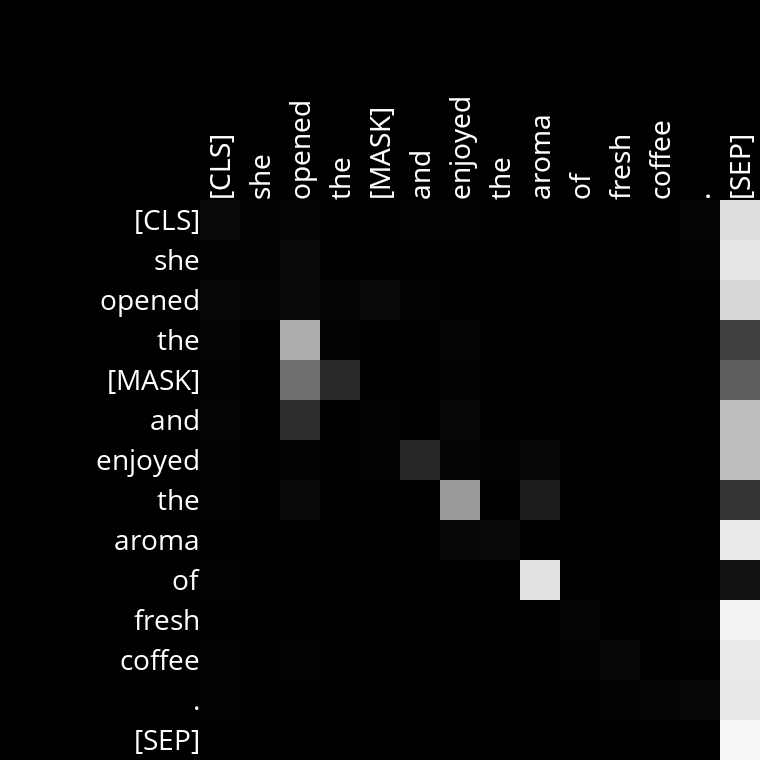 [CLS]
she
opened
the
[MASK]
and
enjoyed
the
aroma
of
fresh
coffee
.
[SEP]
[CLS]
she
opened
the
[MASK]
and
enjoyed
the
aroma
of
fresh
coffee
.
[SEP]